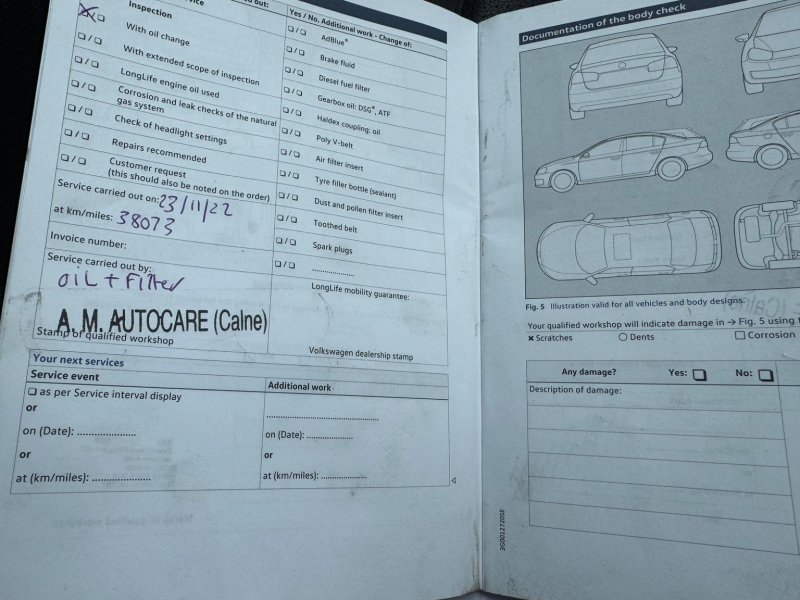 Inspection
With oil change
With extended scope of inspection
LongLife engine oil used
Corrosion and leak checks of the natural
gas system
Check of headlight settings
Repairs recommended
Customer request
(this should also be noted on the order)
Service carried out on: 23/11/22
at km/miles: 38073
Invoice number:
Service carried out by:
OIL + FILTER
A. M. AUTOCARE (Calne)
Stamp of qualified workshop
Yes / No. Additional work - Change of:
AdBlue®
Brake fluid
Diesel fuel filter
Gearbox oil: DSG®, ATF
Haldex coupling: oil
Poly V-belt
Air filter insert
Tyre filler bottle (sealant)
Dust and pollen filter insert
Toothed belt
Spark plugs
LongLife mobility guarantee:
Volkswagen dealership stamp
Your next services
Service event
Additional work
as per Service interval display
or
on (Date):
or
at (km/miles):
on (Date):
or
at (km/miles):
Documentation of the body check
Fig. 5 Illustration valid for all vehicles and body designs.
Your qualified workshop will indicate damage in → Fig. 5 using
Scratches
Dents
Corrosion
Any damage? Yes: No:
Description of damage: